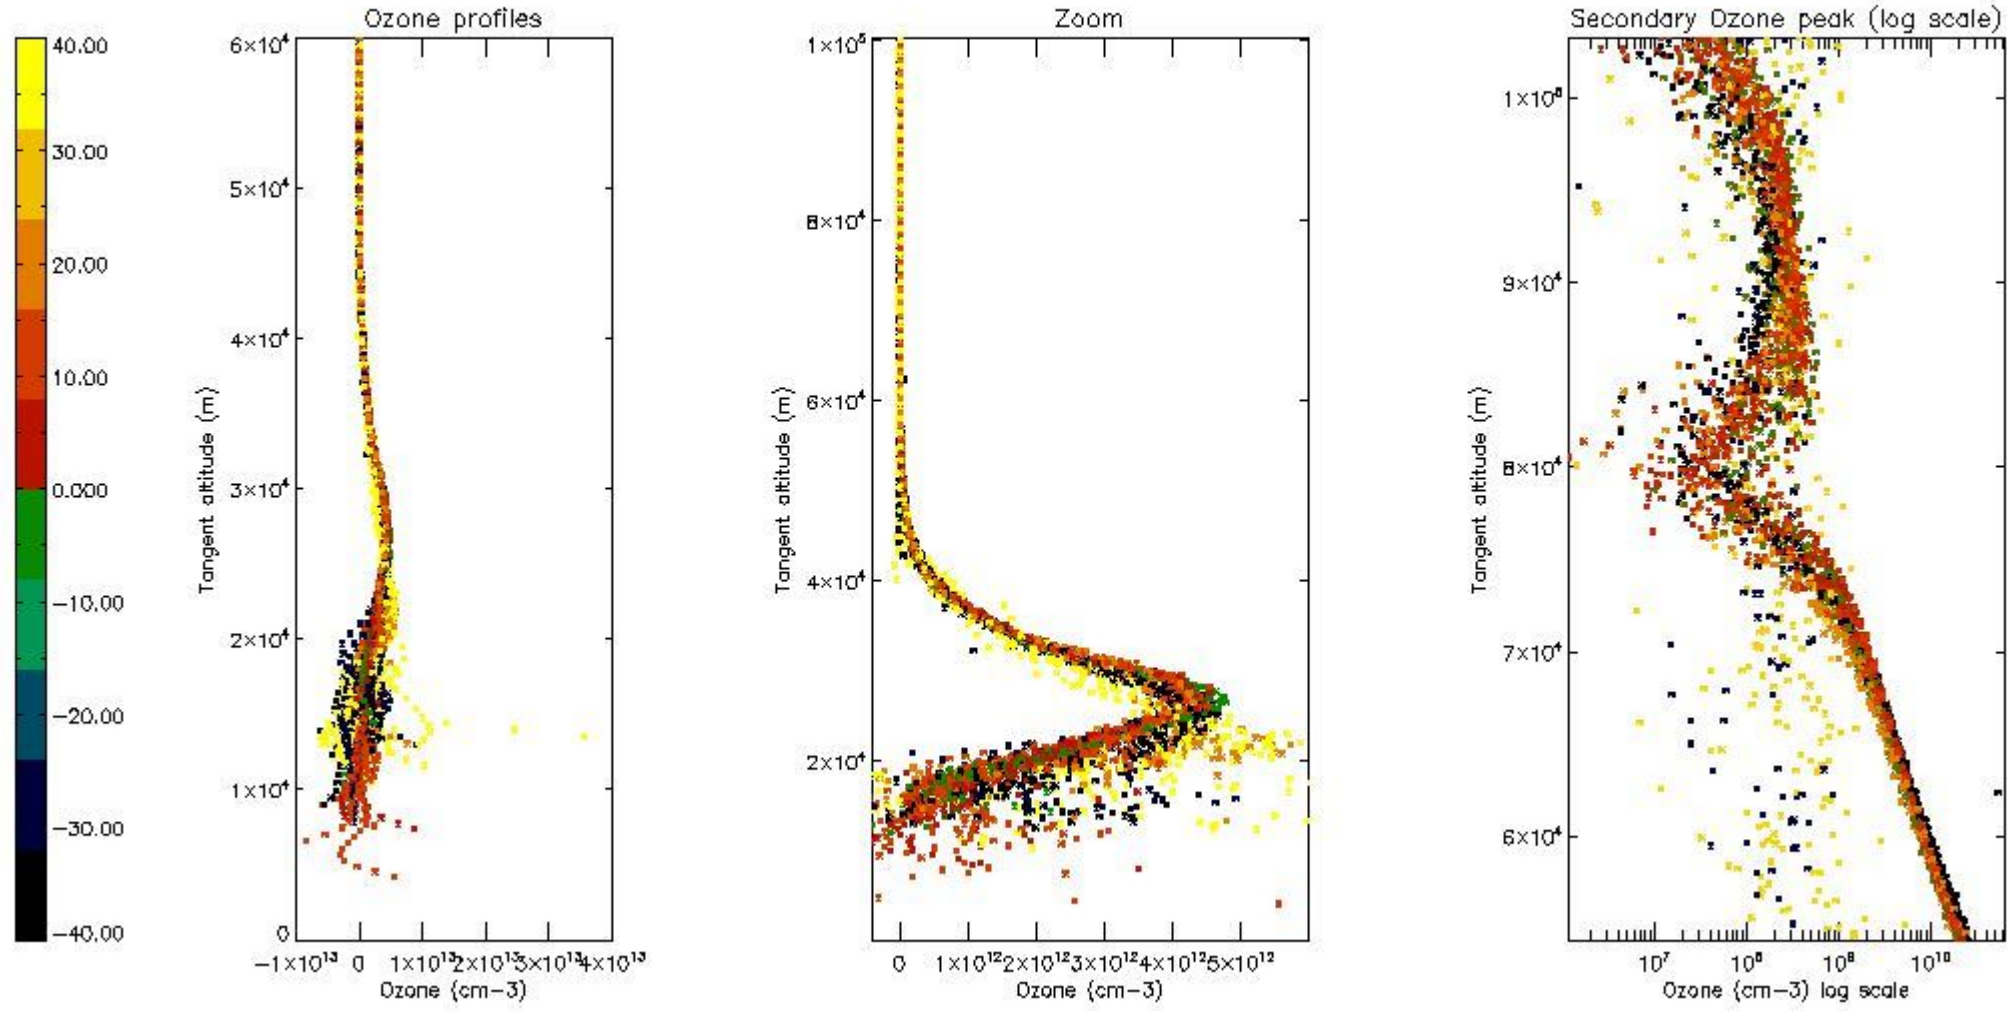 Ozone profiles
Zoom
Secondary Ozone peak (log scale)
40.00
30.00
20.00
10.00
0.000
−10.00
−20.00
−30.00
−40.00
Tangent altitude (m)
6×10⁴
5×10⁴
4×10⁴
3×10⁴
2×10⁴
1×10⁴
0
−1×10¹³ 0 1×10¹³ 2×10¹³ 3×10¹³ 4×10¹³
Ozone (cm−3)
Tangent altitude (m)
1×10⁵
8×10⁴
6×10⁴
4×10⁴
2×10⁴
0 1×10¹² 2×10¹² 3×10¹² 4×10¹² 5×10¹²
Ozone (cm−3)
Tangent altitude (m)
1×10⁵
9×10⁴
8×10⁴
7×10⁴
6×10⁴
10⁷ 10⁸ 10⁹ 10¹⁰
Ozone (cm−3) log scale